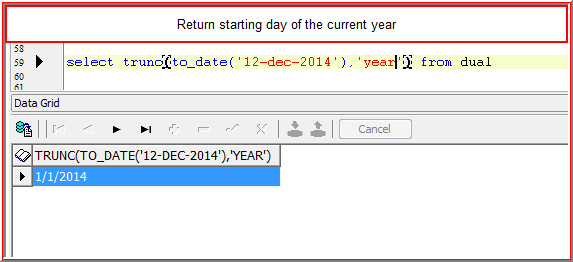 Return starting day of the current year
58
59 select trunc(to_date('12-dec-2014'),'year') from dual
60
61
Data Grid
Cancel
TRUNC(TO_DATE('12-DEC-2014'),'YEAR')
1/1/2014